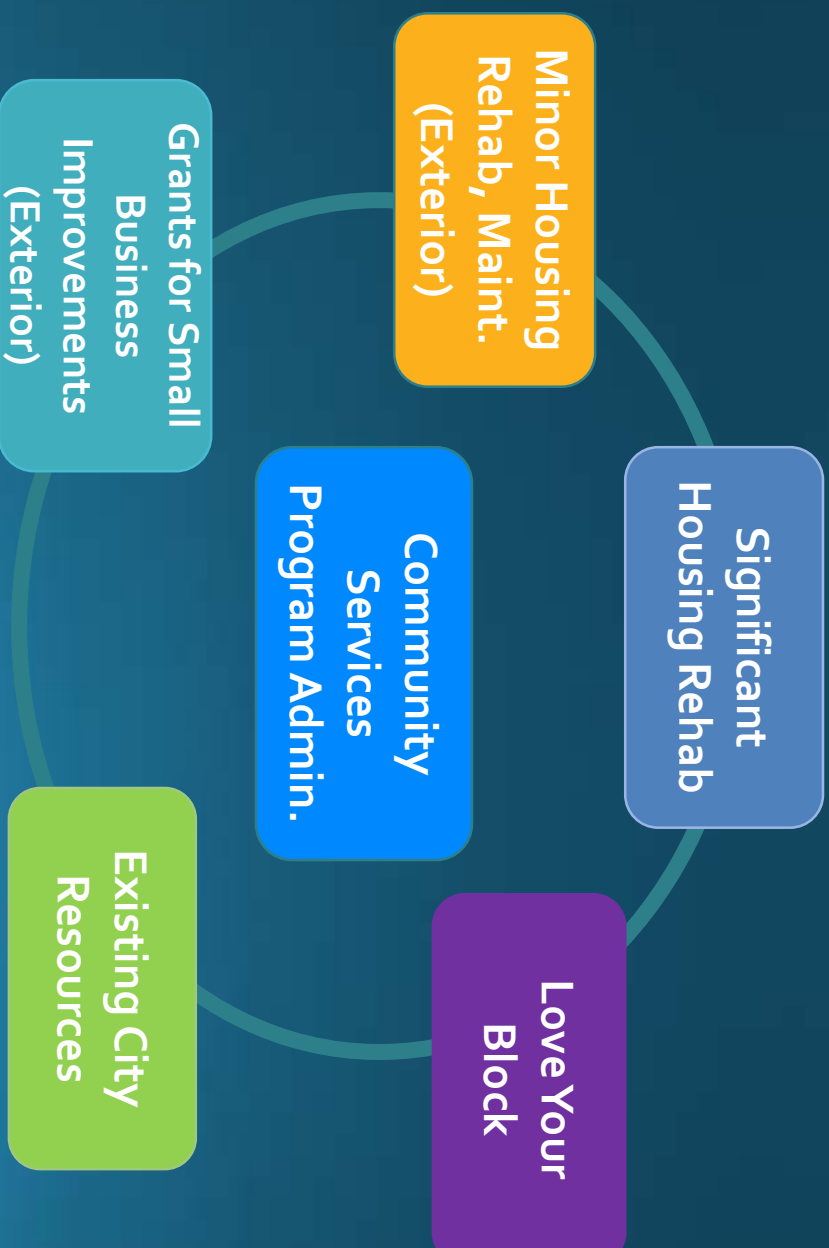 Significant
Housing Rehab
Minor Housing
Rehab, Maint.
(Exterior)
Love Your
Block
Community
Services
Program Admin.
Grants for Small
Business
Improvements
(Exterior)
Existing City
Resources